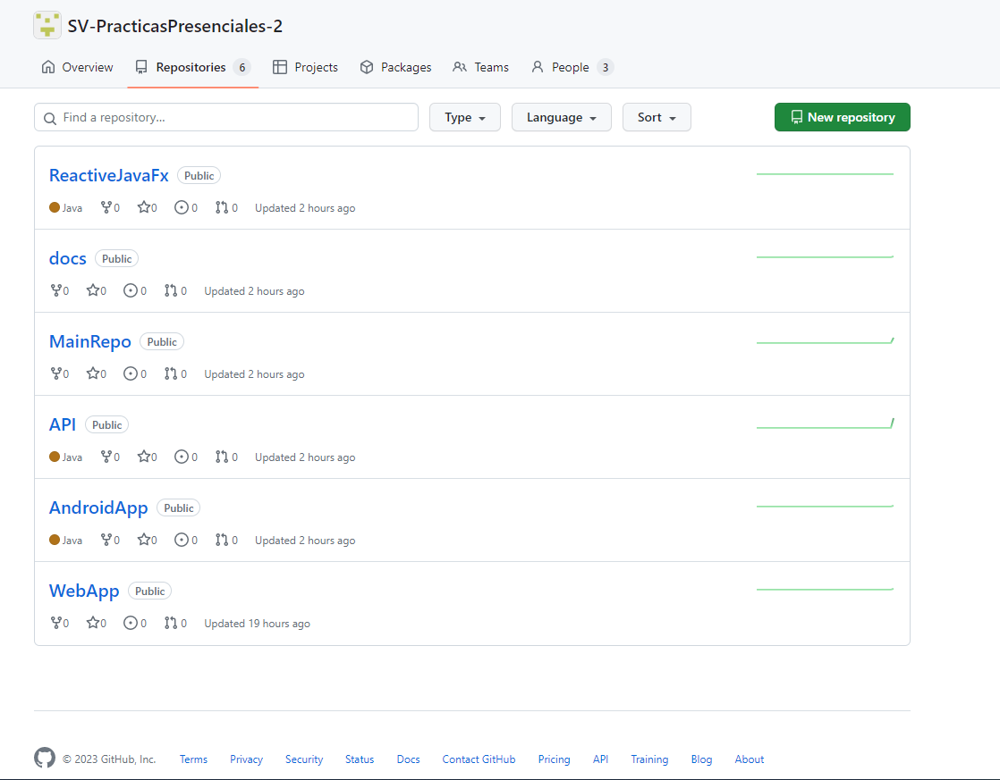 SV-PracticasPresenciales-2
Overview Repositories 6 Projects Packages Teams People 3
Find a repository... Type Language Sort New repository
ReactiveJavaFx Public
Java 0 0 0 0 Updated 2 hours ago
docs Public
0 0 0 0 Updated 2 hours ago
MainRepo Public
0 0 0 0 Updated 2 hours ago
API Public
Java 0 0 0 0 Updated 2 hours ago
AndroidApp Public
Java 0 0 0 0 Updated 2 hours ago
WebApp Public
0 0 0 0 Updated 19 hours ago
© 2023 GitHub, Inc. Terms Privacy Security Status Docs Contact GitHub Pricing API Training Blog About